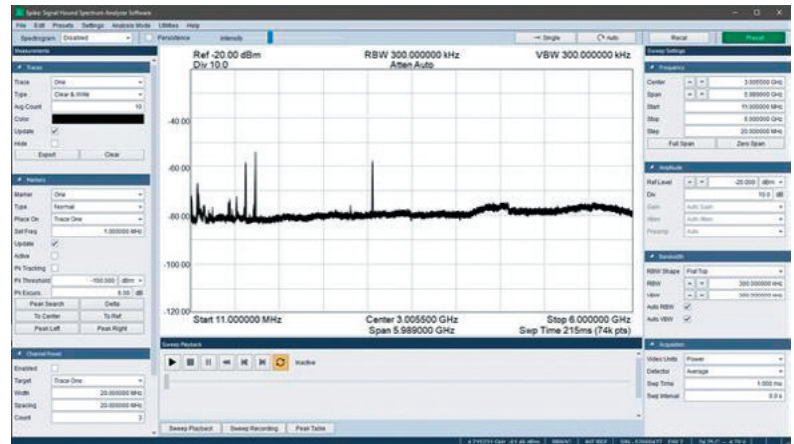 Spike: Signal Hound Spectrum Analyzer Software
File Edit Presets Settings Analysis Mode Utilities Help
Spectrogram Disabled Persistence Intensity Single Auto Recal Preset
Measurements
Traces
Trace One
Type Clear & Write
Avg Count 10
Color
Update
Hide
Export Clear
Markers
Marker One
Type Normal
Place On Trace One
Set Freq 1.000000 MHz
Update
Active
Pk Tracking
Pk Threshold -100.000 dBm
Pk Excurs. 6.00 dB
Peak Search Delta
To Center To Ref
Peak Left Peak Right
Channel Power
Enabled
Target Trace One
Width 20.000000 MHz
Spacing 20.000000 MHz
Count 3
Ref -20.00 dBm RBW 300.000000 kHz VBW 300.000000 kHz
Div 10.0 Atten Auto
-40.00
-60.00
-80.00
-100.00
-120.00
Start 11.000000 MHz Center 3.005500 GHz Stop 6.000000 GHz
Span 5.989000 GHz Swp Time 215ms (74k pts)
Sweep Playback
Inactive
Sweep Playback Sweep Recording Peak Table
Sweep Settings
Frequency
Center 3.005500 GHz
Span 5.989000 GHz
Start 11.000000 MHz
Stop 6.000000 GHz
Step 20.000000 MHz
Full Span Zero Span
Amplitude
Ref Level -20.000 dBm
Div 10.0 dB
Gain Auto Gain
Atten Auto Atten
Preamp Auto
Bandwidth
RBW Shape Flat Top
RBW 300.000000 kHz
VBW 300.000000 kHz
Auto RBW
Auto VBW
Acquisition
Video Units Power
Detector Average
Swp Time 1.000 ms
Swp Interval 0.0 s